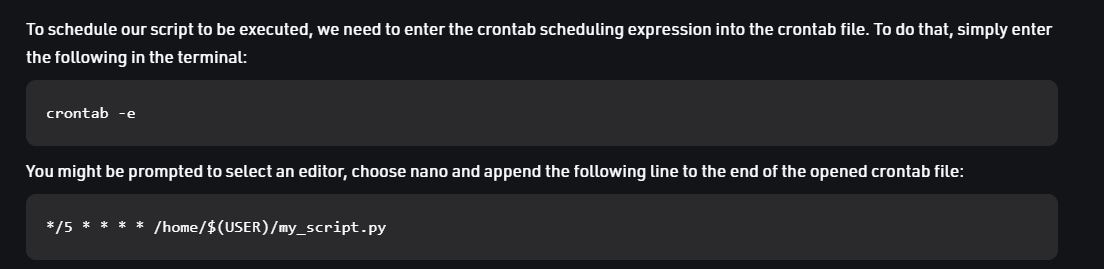 To schedule our script to be executed, we need to enter the crontab scheduling expression into the crontab file. To do that, simply enter
the following in the terminal:
crontab -e
You might be prompted to select an editor, choose nano and append the following line to the end of the opened crontab file:
*/5 * * * * /home/$(USER)/my_script.py